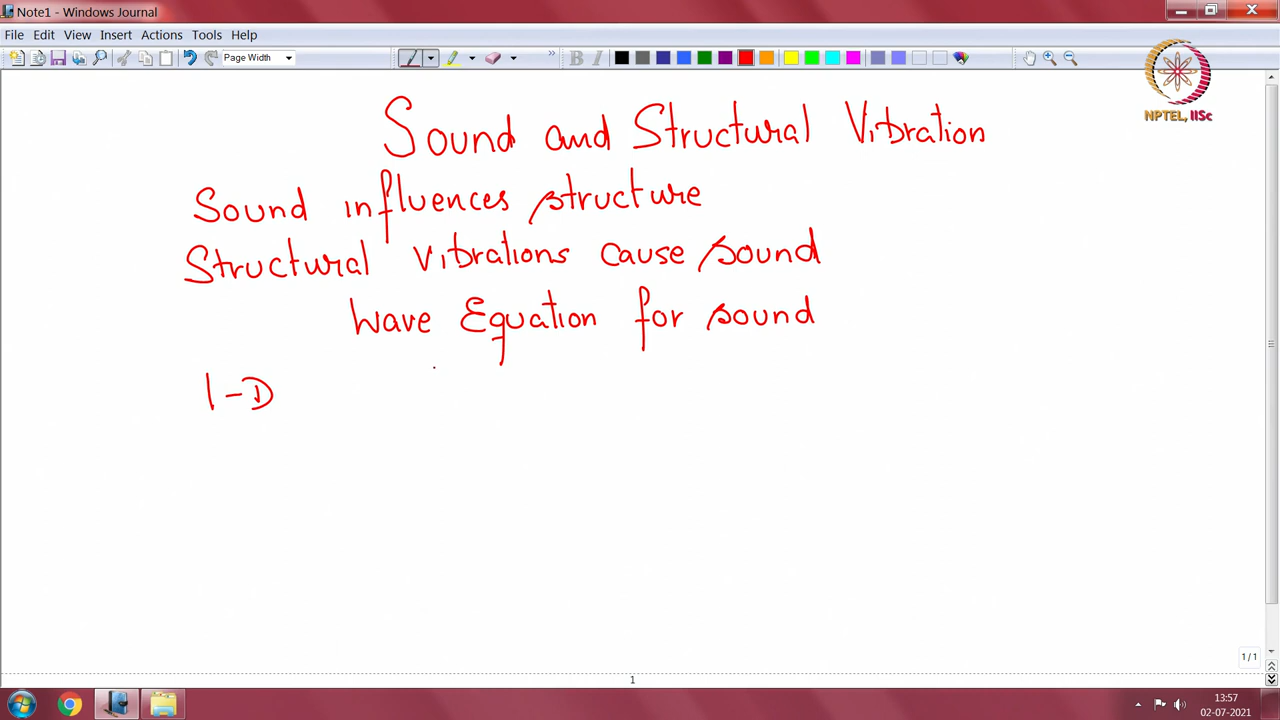 Note1 - Windows Journal
File Edit View Insert Actions Tools Help
Page Width
B I
NPTEL, IISc
Sound and Structural Vibration
Sound influences structure
Structural vibrations cause sound
Wave Equation for sound
1-D
1/1
1
13:57
02-07-2021